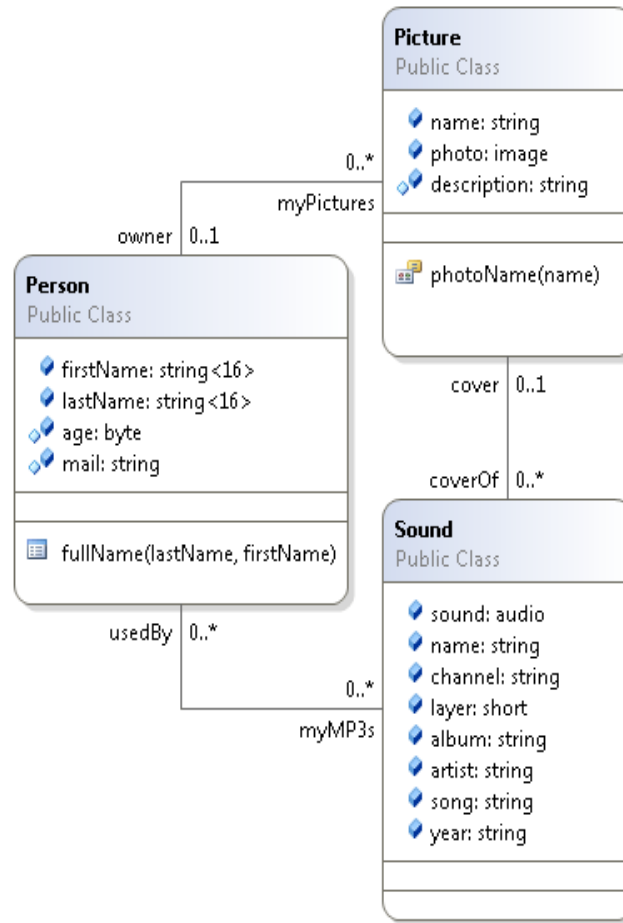 Picture
Public Class
name: string
photo: image
description: string
photoName(name)
0..*
myPictures
owner 0..1
Person
Public Class
firstName: string<16>
lastName: string<16>
age: byte
mail: string
fullName(lastName, firstName)
cover 0..1
coverOf 0..*
usedBy 0..*
0..*
myMP3s
Sound
Public Class
sound: audio
name: string
channel: string
layer: short
album: string
artist: string
song: string
year: string